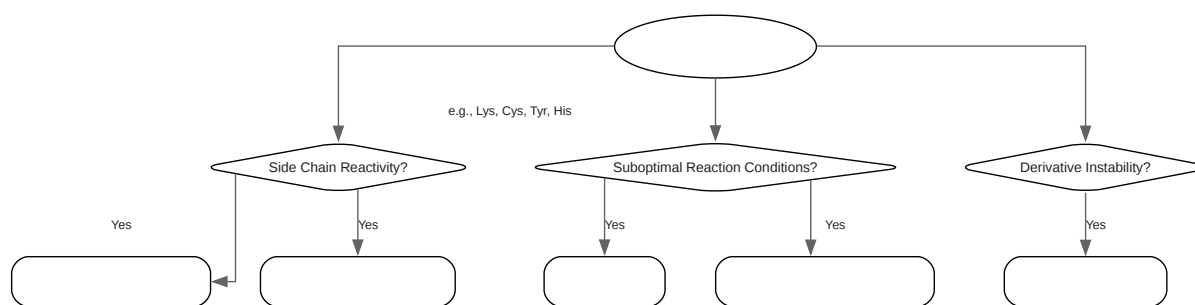 e.g., Lys, Cys, Tyr, His
Side Chain Reactivity?
Suboptimal Reaction Conditions?
Derivative Instability?
Yes
Yes
Yes
Yes
Yes